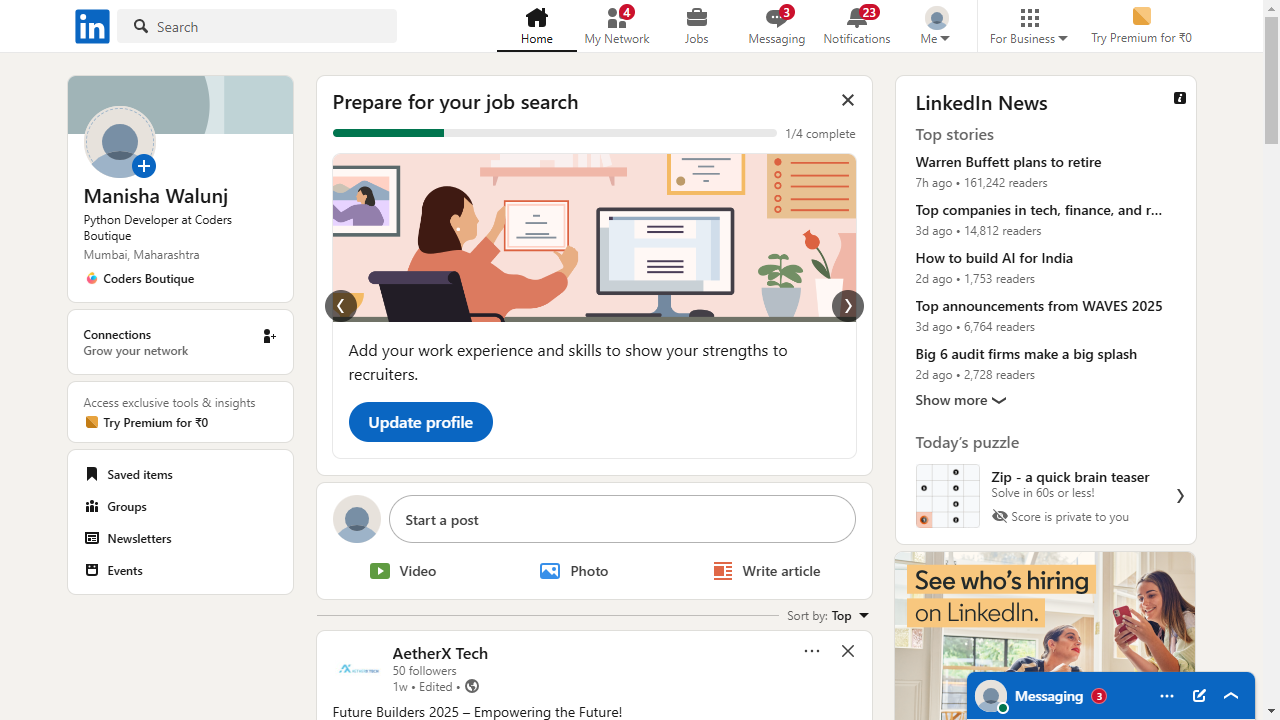 in
Search
Home
4
My Network
Jobs
3
Messaging
23
Notifications
Me
For Business
Try Premium for ₹0
Manisha Walunj
Python Developer at Coders
Boutique
Mumbai, Maharashtra
Coders Boutique
Connections
Grow your network
Access exclusive tools & insights
Try Premium for ₹0
Saved items
Groups
Newsletters
Events
Prepare for your job search
1/4 complete
Add your work experience and skills to show your strengths to
recruiters.
Update profile
Start a post
Video
Photo
Write article
Sort by: Top
AetherX Tech
50 followers
1w • Edited •
Future Builders 2025 – Empowering the Future!
LinkedIn News
Top stories
Warren Buffett plans to retire
7h ago • 161,242 readers
Top companies in tech, finance, and r...
3d ago • 14,812 readers
How to build AI for India
2d ago • 1,753 readers
Top announcements from WAVES 2025
3d ago • 6,764 readers
Big 6 audit firms make a big splash
2d ago • 2,728 readers
Show more
Today's puzzle
Zip - a quick brain teaser
Solve in 60s or less!
Score is private to you
See who's hiring
on LinkedIn.
Messaging 3